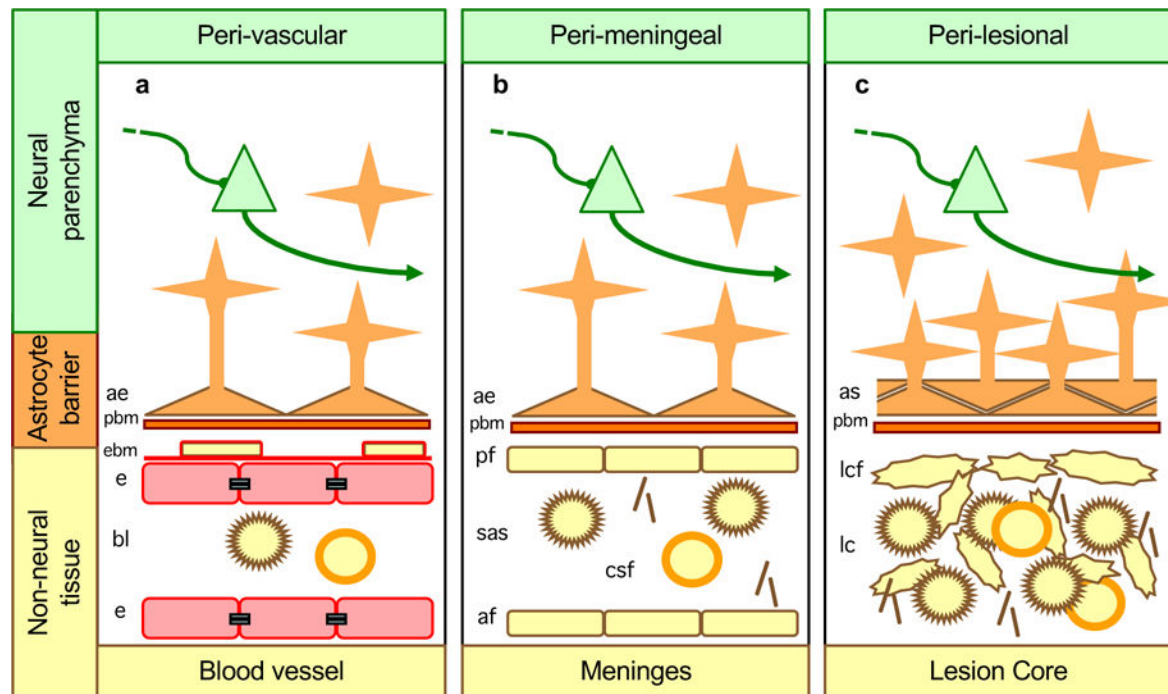 Peri-vascular
Peri-meningeal
Peri-lesional
Neural
parenchyma
Astrocyte
barrier
Non-neural
tissue
a
ae
pbm
ebm
e
bl
e
Blood vessel
b
ae
pbm
pf
sas
csf
af
Meninges
c
as
pbm
lcf
lc
Lesion Core